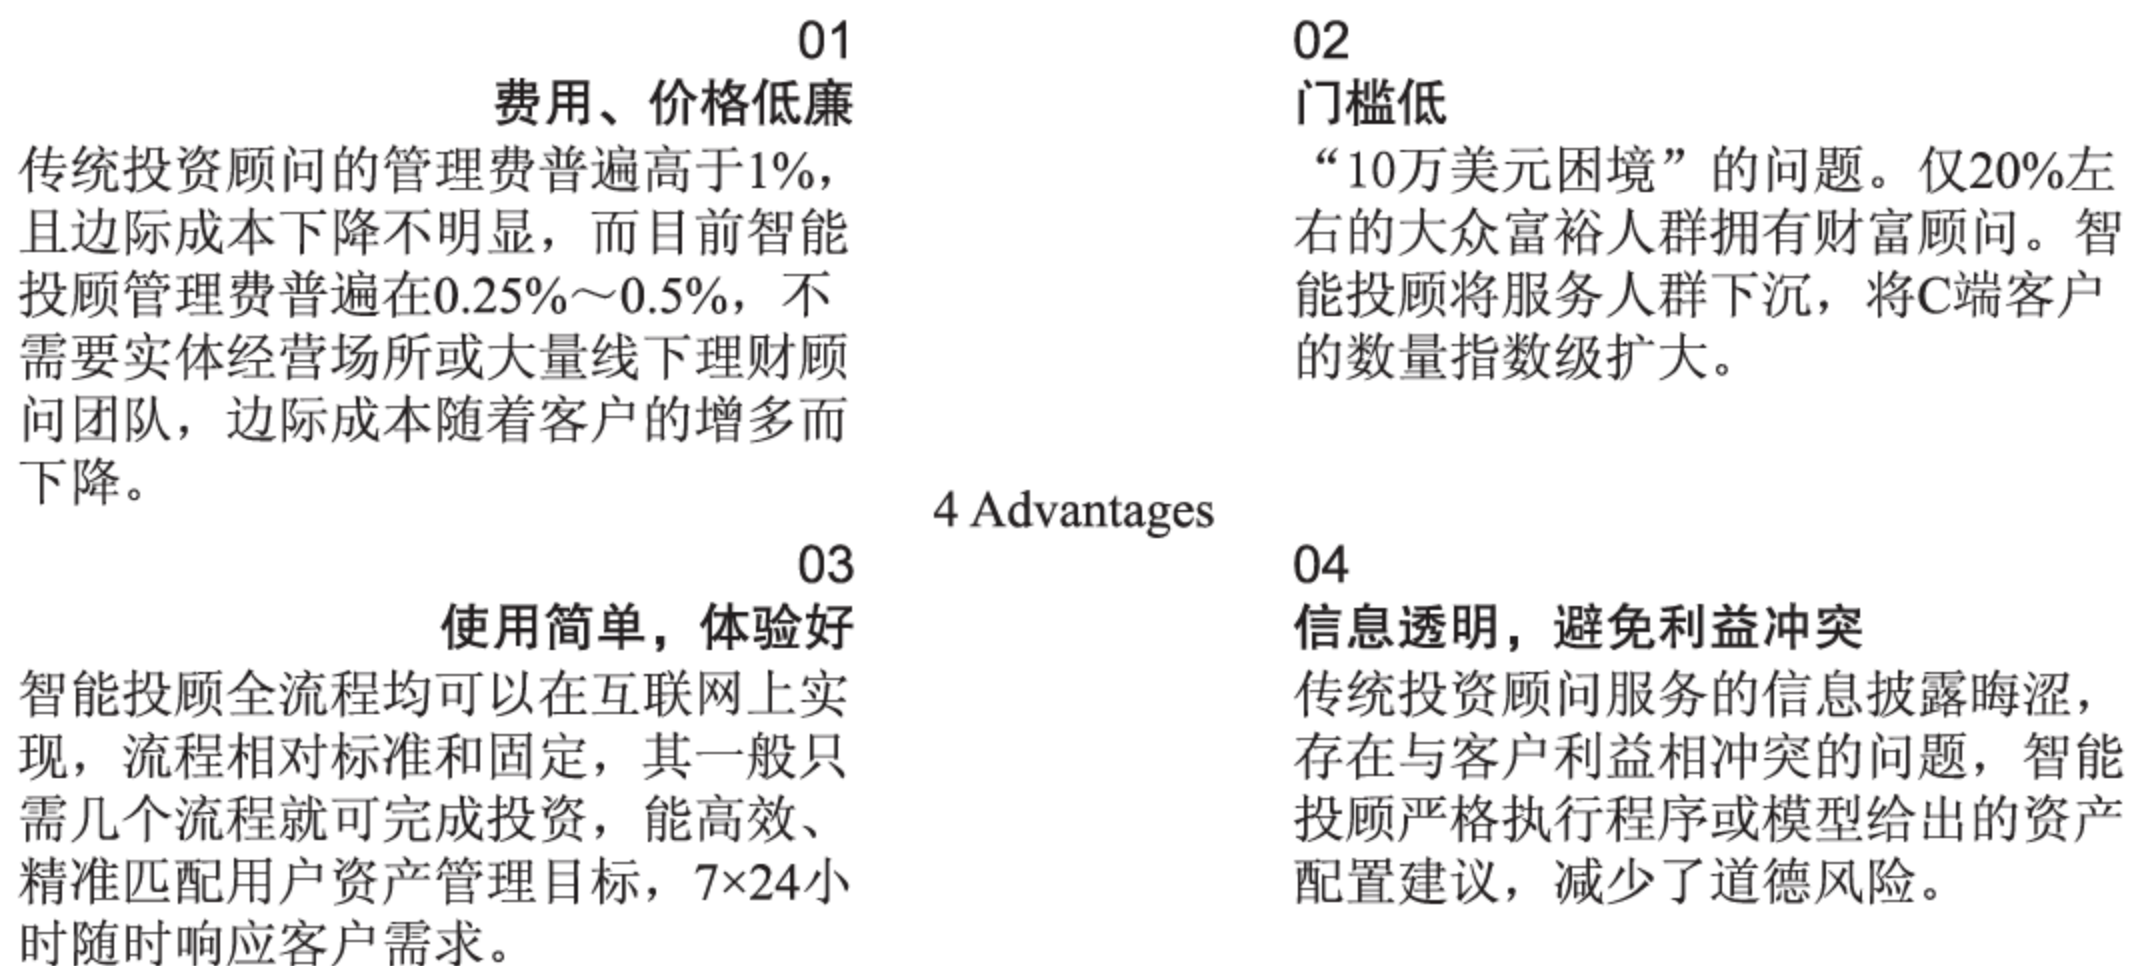 01
费用、价格低廉
传统投资顾问的管理费普遍高于1%，
且边际成本下降不明显，而目前智能
投顾管理费普遍在0.25%～0.5%，不
需要实体经营场所或大量线下理财顾
问团队，边际成本随着客户的增多而
下降。
02
门槛低
“10万美元困境”的问题。仅20%左
右的大众富裕人群拥有财富顾问。智
能投顾将服务人群下沉，将C端客户
的数量指数级扩大。
4 Advantages
03
使用简单，体验好
智能投顾全流程均可以在互联网上实
现，流程相对标准和固定，其一般只
需几个流程就可完成投资，能高效、
精准匹配用户资产管理目标，7×24小
时随时响应客户需求。
04
信息透明，避免利益冲突
传统投资顾问服务的信息披露晦涩，
存在与客户利益相冲突的问题，智能
投顾严格执行程序或模型给出的资产
配置建议，减少了道德风险。